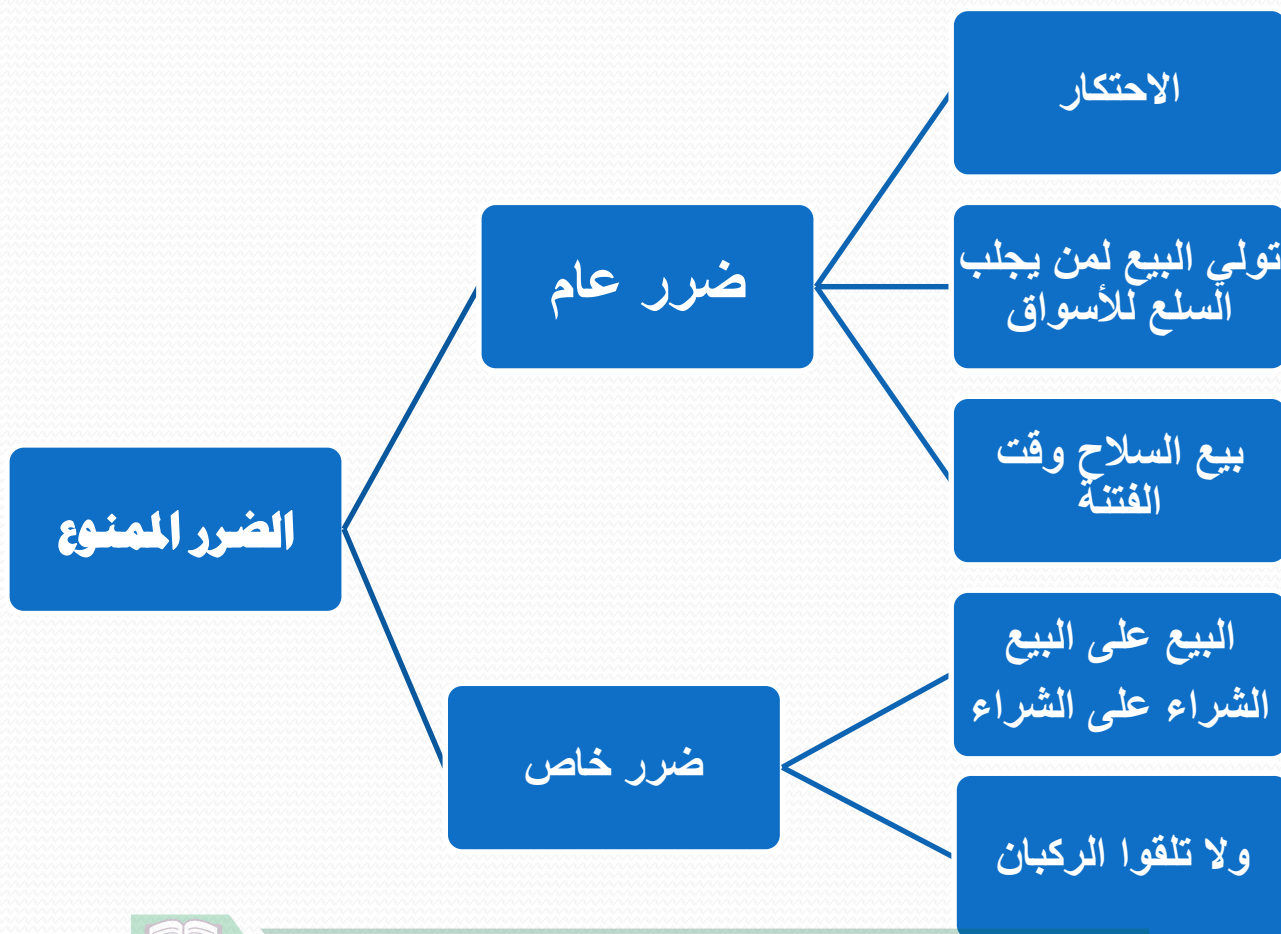 الضرر الممنوع
ضرر عام
الاحتكار
تولي البيع لمن يجلب
السلع للأسواق
بيع السلاح وقت
الفتنة
ضرر خاص
البيع على البيع
الشراء على الشراء
ولا تلقوا الركبان